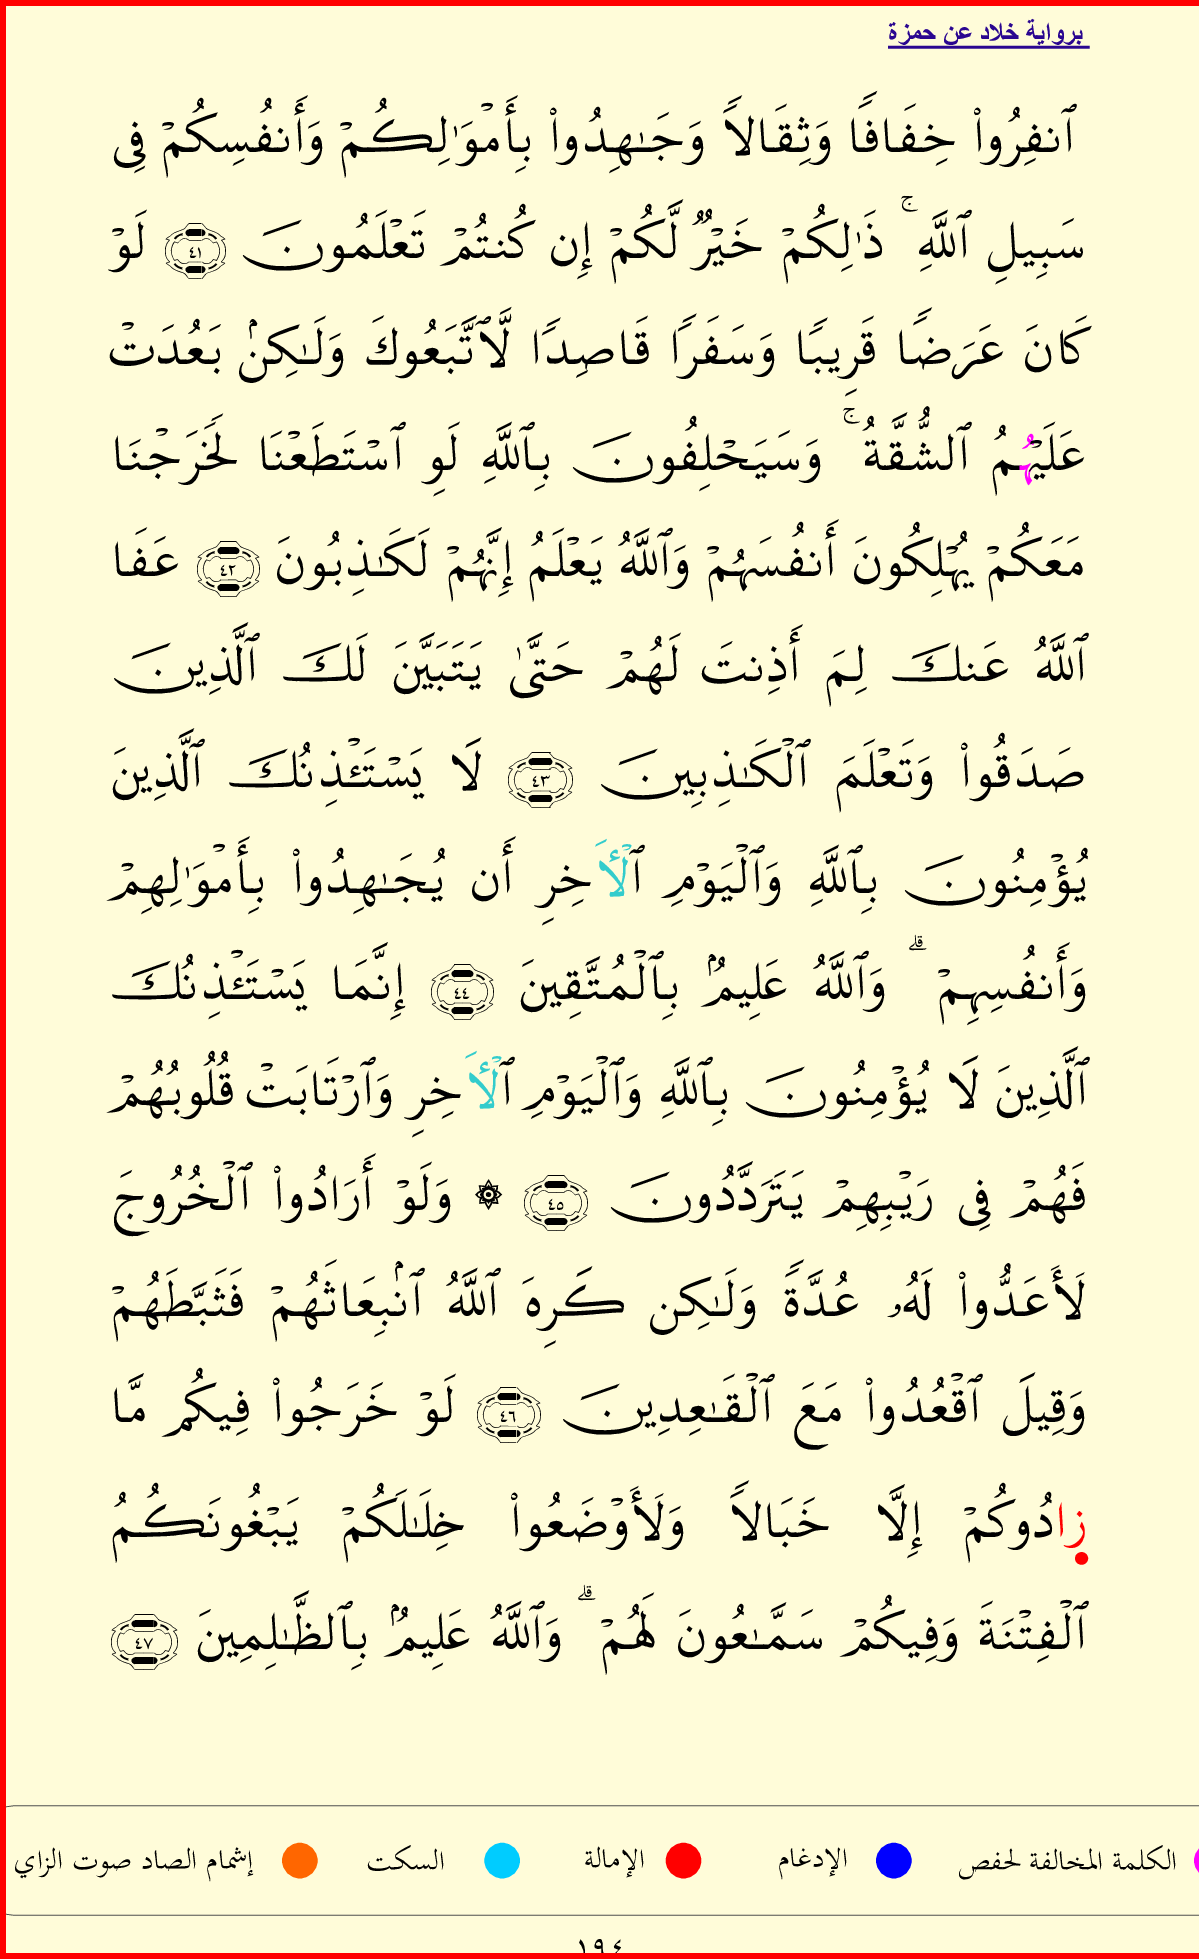 برواية خلاد عن حمزة
ٱنفِرُوا۟ خِفَافًا وَثِقَالًا وَجَـٰهِدُوا۟ بِأَمْوَٰلِكُمْ وَأَنفُسِكُمْ فِى
سَبِيلِ ٱللَّهِ ۚ ذَٰلِكُمْ خَيْرٌ لَّكُمْ إِن كُنتُمْ تَعْلَمُونَ ٤١ لَوْ
كَانَ عَرَضًا قَرِيبًا وَسَفَرًا قَاصِدًا لَّٱتَّبَعُوكَ وَلَـٰكِنۢ بَعُدَتْ
عَلَيْهُمُ ٱلشُّقَّةُ ۚ وَسَيَحْلِفُونَ بِٱللَّهِ لَوِ ٱسْتَطَعْنَا لَخَرَجْنَا
مَعَكُمْ يُهْلِكُونَ أَنفُسَهُمْ وَٱللَّهُ يَعْلَمُ إِنَّهُمْ لَكَـٰذِبُونَ ٤٢ عَفَا
ٱللَّهُ عَنكَ لِمَ أَذِنتَ لَهُمْ حَتَّىٰ يَتَبَيَّنَ لَكَ ٱلَّذِينَ
صَدَقُوا۟ وَتَعْلَمَ ٱلْكَـٰذِبِينَ ٤٣ لَا يَسْتَـْٔذِنُكَ ٱلَّذِينَ
يُؤْمِنُونَ بِٱللَّهِ وَٱلْيَوْمِ ٱلْـَٔاخِرِ أَن يُجَـٰهِدُوا۟ بِأَمْوَٰلِهِمْ
وَأَنفُسِهِمْ ۗ وَٱللَّهُ عَلِيمٌۢ بِٱلْمُتَّقِينَ ٤٤ إِنَّمَا يَسْتَـْٔذِنُكَ
ٱلَّذِينَ لَا يُؤْمِنُونَ بِٱللَّهِ وَٱلْيَوْمِ ٱلْـَٔاخِرِ وَٱرْتَابَتْ قُلُوبُهُمْ
فَهُمْ فِى رَيْبِهِمْ يَتَرَدَّدُونَ ٤٥ ۞ وَلَوْ أَرَادُوا۟ ٱلْخُرُوجَ
لَأَعَدُّوا۟ لَهُۥ عُدَّةً وَلَـٰكِن كَرِهَ ٱللَّهُ ٱنۢبِعَاثَهُمْ فَثَبَّطَهُمْ
وَقِيلَ ٱقْعُدُوا۟ مَعَ ٱلْقَـٰعِدِينَ ٤٦ لَوْ خَرَجُوا۟ فِيكُم مَّا
زادُوكُمْ إِلَّا خَبَالًا وَلَأَوْضَعُوا۟ خِلَـٰلَكُمْ يَبْغُونَكُمُ
ٱلْفِتْنَةَ وَفِيكُمْ سَمَّـٰعُونَ لَهُمْ ۗ وَٱللَّهُ عَلِيمٌۢ بِٱلظَّـٰلِمِينَ ٤٧
الكلمة المخالفة لحفص الإدغام الإمالة السكت إشمام الصاد صوت الزاي
١٩٤